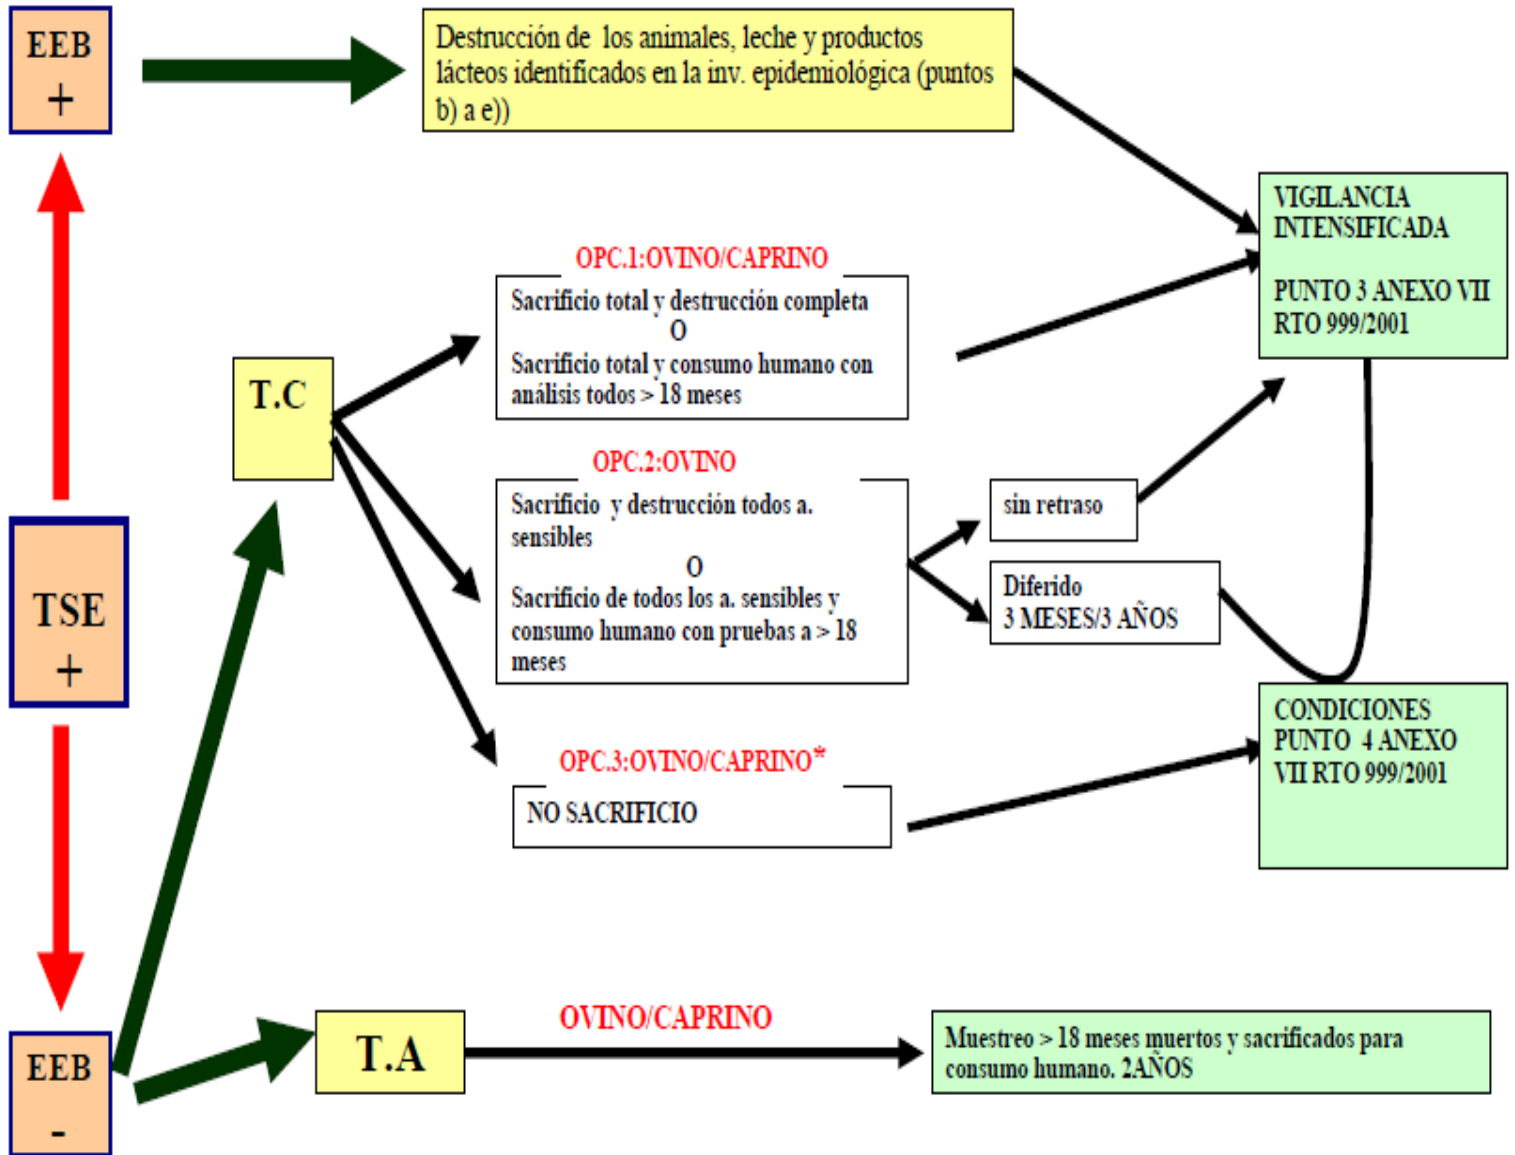 EEB
+
Destrucción de los animales, leche y productos
lácteos identificados en la inv. epidemiológica (puntos
b) a e))
VIGILANCIA
INTENSIFICADA
PUNTO 3 ANEXO VII
RTO 999/2001
OPC.1:OVINO/CAPRINO
Sacrificio total y destrucción completa
O
Sacrificio total y consumo humano con
análisis todos > 18 meses
T.C
OPC.2:OVINO
Sacrificio y destrucción todos a.
sensibles
O
Sacrificio de todos los a. sensibles y
consumo humano con pruebas a > 18
meses
sin retraso
Diferido
3 MESES/3 AÑOS
TSE
+
OPC.3:OVINO/CAPRINO*
NO SACRIFICIO
CONDICIONES
PUNTO 4 ANEXO
VII RTO 999/2001
EEB
-
T.A
OVINO/CAPRINO
Muestreo > 18 meses muertos y sacrificados para
consumo humano. 2AÑOS